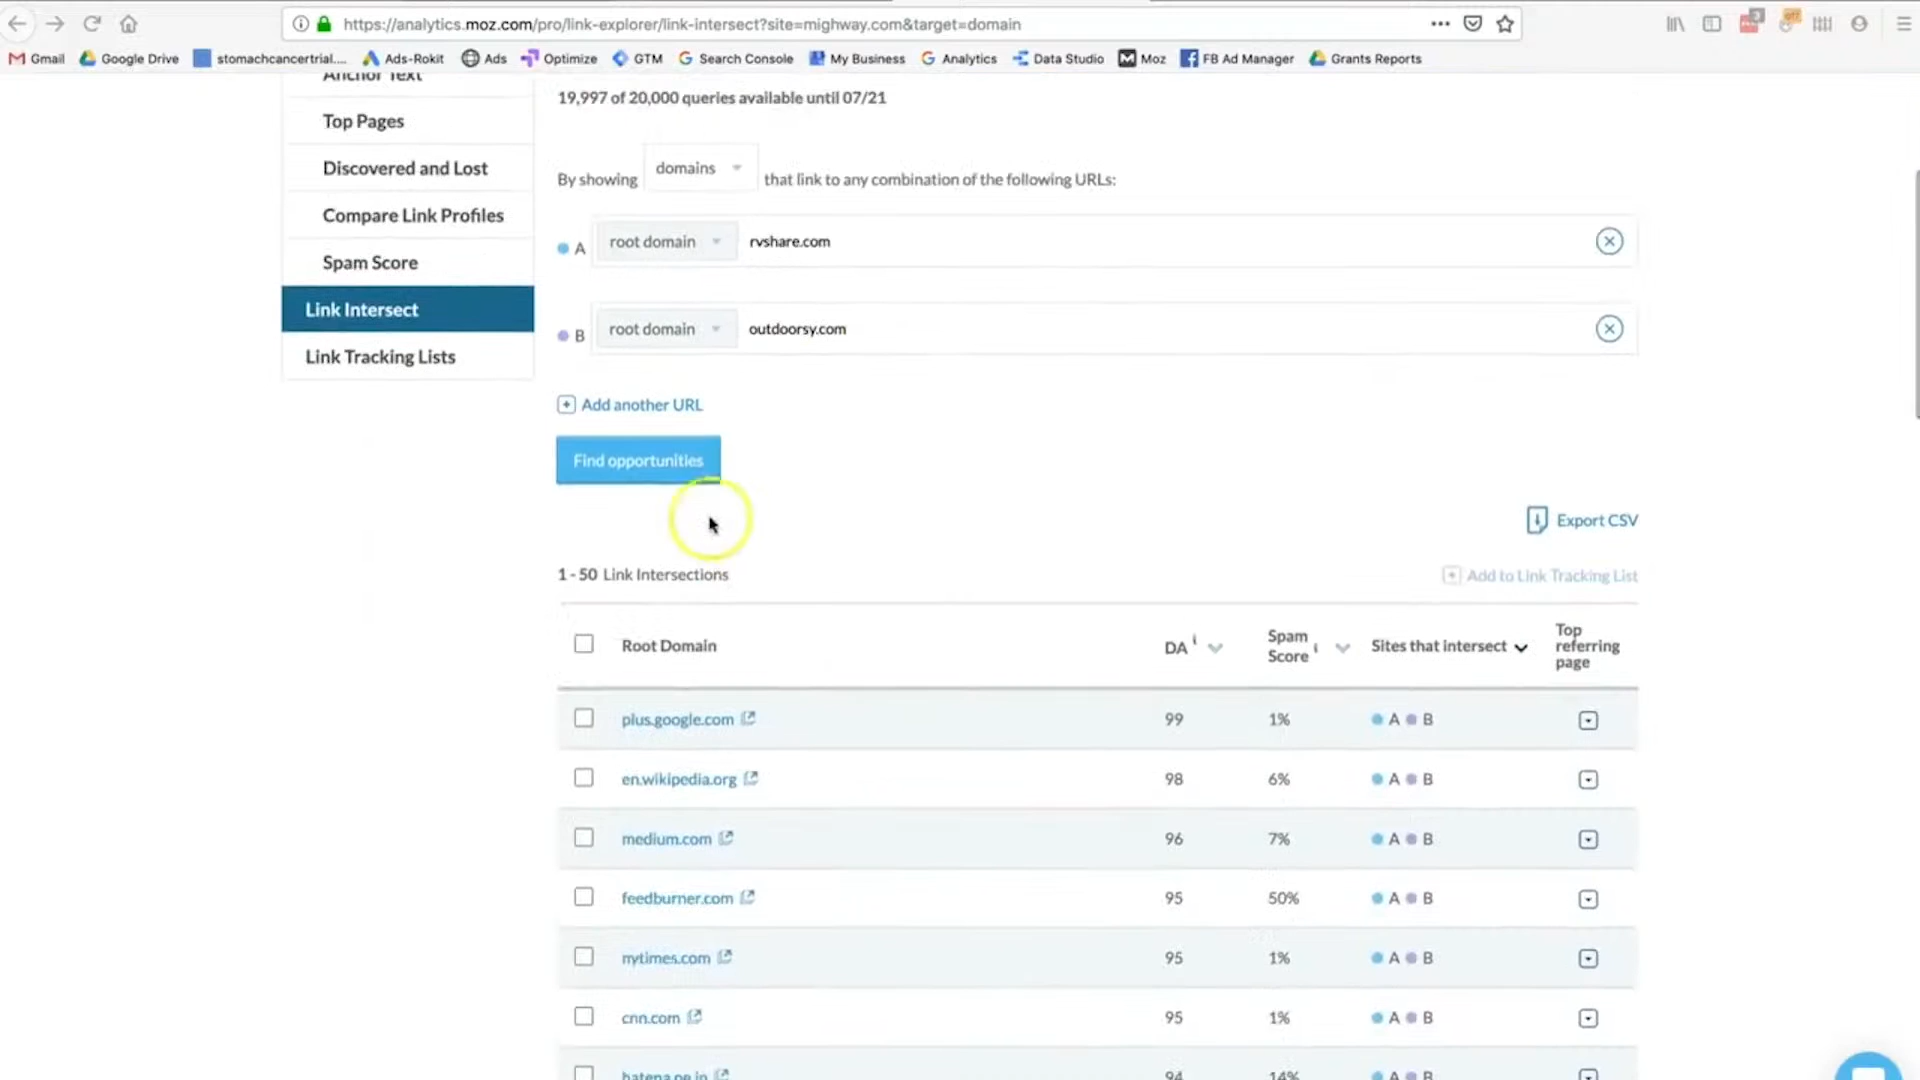 https://analytics.moz.com/pro/link-explorer/link-intersect?site=mighway.com&target=domain
3
off
Gmail Google Drive stomachcancertrial.... Ads-Rokit Ads Optimize GTM Search Console My Business Analytics Data Studio Moz FB Ad Manager Grants Reports
Anchor Text
Top Pages
Discovered and Lost
Compare Link Profiles
Spam Score
Link Intersect
Link Tracking Lists
19,997 of 20,000 queries available until 07/21
By showing domains that link to any combination of the following URLs:
A root domain rvshare.com
B root domain outdoorsy.com
Add another URL
Find opportunities
Export CSV
1 - 50 Link Intersections
Add to Link Tracking List
Root Domain DA i Spam Score i Sites that intersect Top referring page
plus.google.com 99 1% A B
en.wikipedia.org 98 6% A B
medium.com 96 7% A B
feedburner.com 95 50% A B
nytimes.com 95 1% A B
cnn.com 95 1% A B
hatena.ne.jp 94 14% A B